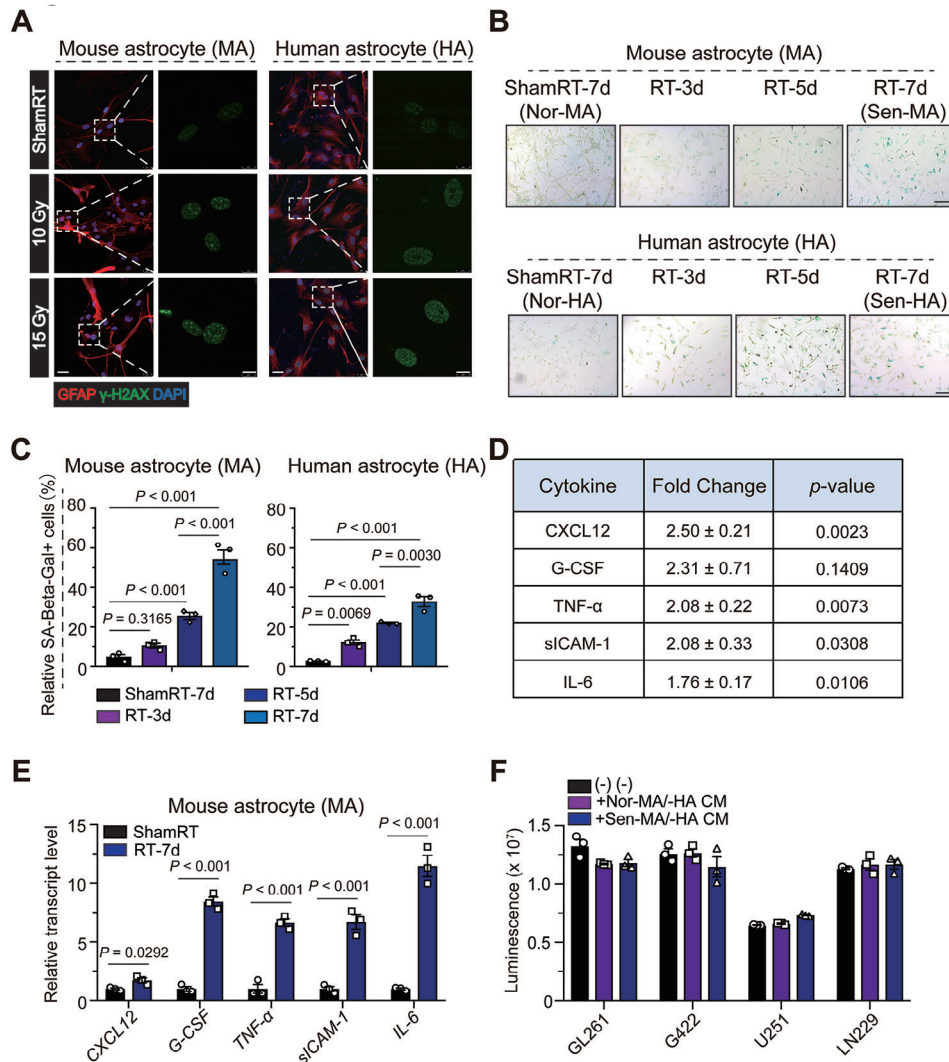 A
Mouse astrocyte (MA)
Human astrocyte (HA)
ShamRT
10 Gy
15 Gy
GFAP γ-H2AX DAPI
B
Mouse astrocyte (MA)
ShamRT-7d
(Nor-MA)
RT-3d
RT-5d
RT-7d
(Sen-MA)
Human astrocyte (HA)
ShamRT-7d
(Nor-HA)
RT-3d
RT-5d
RT-7d
(Sen-HA)
C
Mouse astrocyte (MA)
Human astrocyte (HA)
Relative SA-Beta-Gal+ cells (%)
80
60
40
20
0
P < 0.001
P < 0.001
P < 0.001
P = 0.3165
80
60
40
20
0
P < 0.001
P = 0.0030
P < 0.001
P = 0.0069
ShamRT-7d
RT-5d
RT-3d
RT-7d
D
Cytokine Fold Change p-value
CXCL12 2.50 ± 0.21 0.0023
G-CSF 2.31 ± 0.71 0.1409
TNF-α 2.08 ± 0.22 0.0073
sICAM-1 2.08 ± 0.33 0.0308
IL-6 1.76 ± 0.17 0.0106
E
Mouse astrocyte (MA)
Relative transcript level
15
10
5
0
ShamRT
RT-7d
P = 0.0292
P < 0.001
P < 0.001
P < 0.001
P < 0.001
CXCL12
G-CSF
TNF-α
sICAM-1
IL-6
F
(-) (-)
+Nor-MA/-HA CM
+Sen-MA/-HA CM
Luminescence (x 10⁷)
1.5
1.0
0.5
0
GL261
G422
U251
LN229